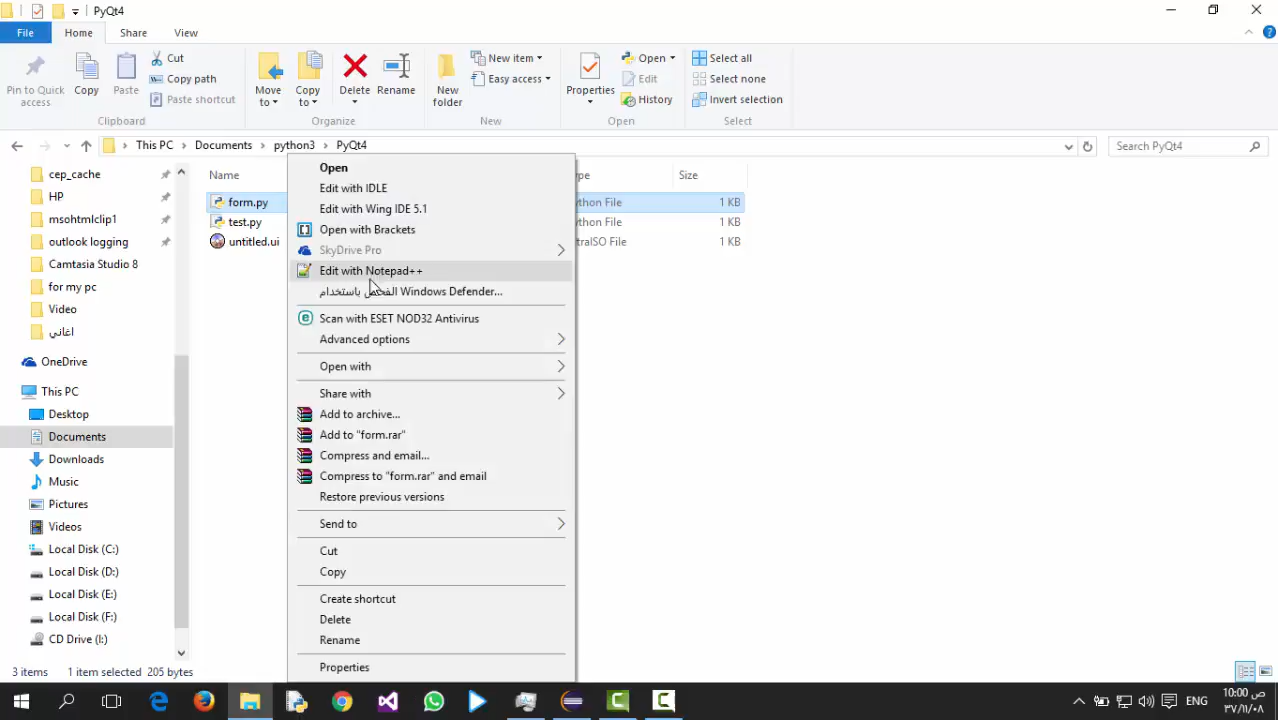 PyQt4
File
Home
Share
View
Pin to Quick access
Copy
Paste
Cut
Copy path
Paste shortcut
Clipboard
Move to
Copy to
Delete
Rename
Organize
New folder
New item
Easy access
New
Properties
Open
Edit
History
Open
Select all
Select none
Invert selection
Select
This PC
Documents
python3
PyQt4
Search PyQt4
cep_cache
HP
msohtmlclip1
outlook logging
Camtasia Studio 8
for my pc
Video
اغاني
OneDrive
This PC
Desktop
Documents
Downloads
Music
Pictures
Videos
Local Disk (C:)
Local Disk (D:)
Local Disk (E:)
Local Disk (F:)
CD Drive (I:)
Name
Size
form.py
1 KB
test.py
1 KB
untitled.ui
1 KB
Open
Edit with IDLE
Edit with Wing IDE 5.1
Open with Brackets
SkyDrive Pro
Edit with Notepad++
الفحص باستخدام Windows Defender...
Scan with ESET NOD32 Antivirus
Advanced options
Open with
Share with
Add to archive...
Add to "form.rar"
Compress and email...
Compress to "form.rar" and email
Restore previous versions
Send to
Cut
Copy
Create shortcut
Delete
Rename
Properties
3 items
1 item selected 205 bytes
ENG
10:00 ص
٣٧/١١/٠٨